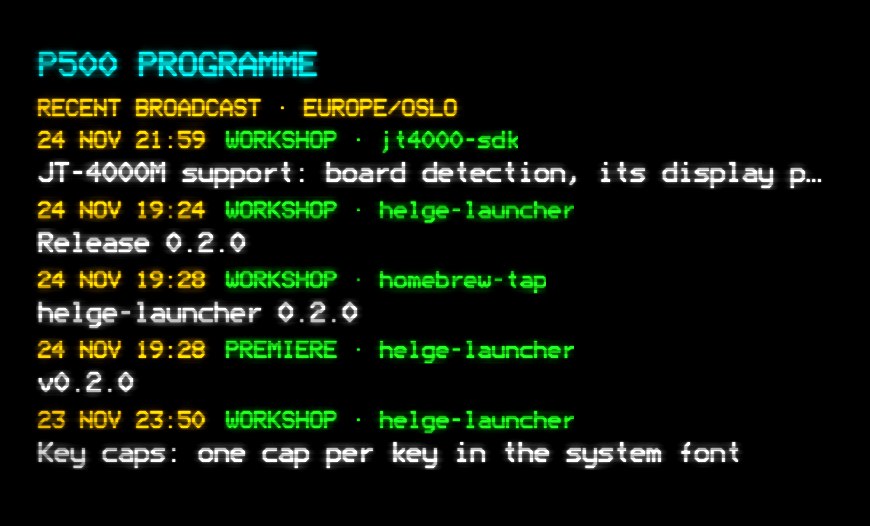 P500 PROGRAMME
RECENT BROADCAST · EUROPE/OSLO
24 NOV 21:59 WORKSHOP · jt4000-sdk
JT-4000M support: board detection, its display p…
24 NOV 19:24 WORKSHOP · helge-launcher
Release 0.2.0
24 NOV 19:28 WORKSHOP · homebrew-tap
helge-launcher 0.2.0
24 NOV 19:28 PREMIERE · helge-launcher
v0.2.0
23 NOV 23:50 WORKSHOP · helge-launcher
Key caps: one cap per key in the system font